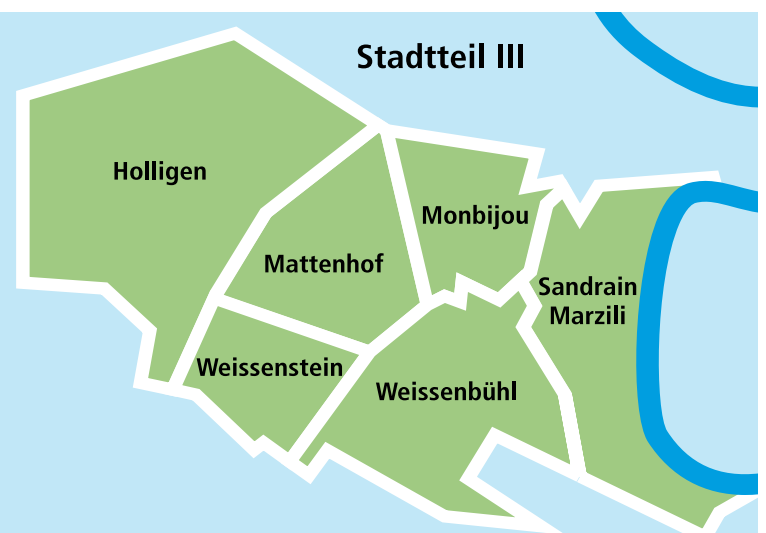 Stadtteil III
Holligen
Monbijou
Mattenhof
Sandrain
Marzili
Weissenstein
Weissenbühl